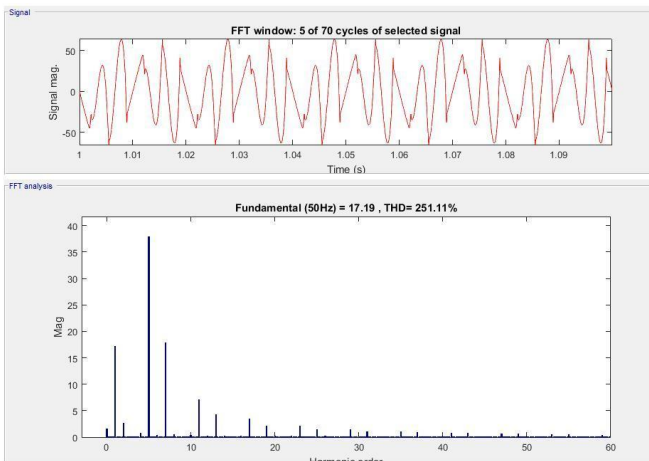 Signal
FFT window: 5 of 70 cycles of selected signal
Signal mag.
50
0
-50
1 1.01 1.02 1.03 1.04 1.05 1.06 1.07 1.08 1.09
Time (s)
FFT analysis
Fundamental (50Hz) = 17.19 , THD= 251.11%
Mag
40
35
30
25
20
15
10
5
0
0 10 20 30 40 50 60
Harmonic order